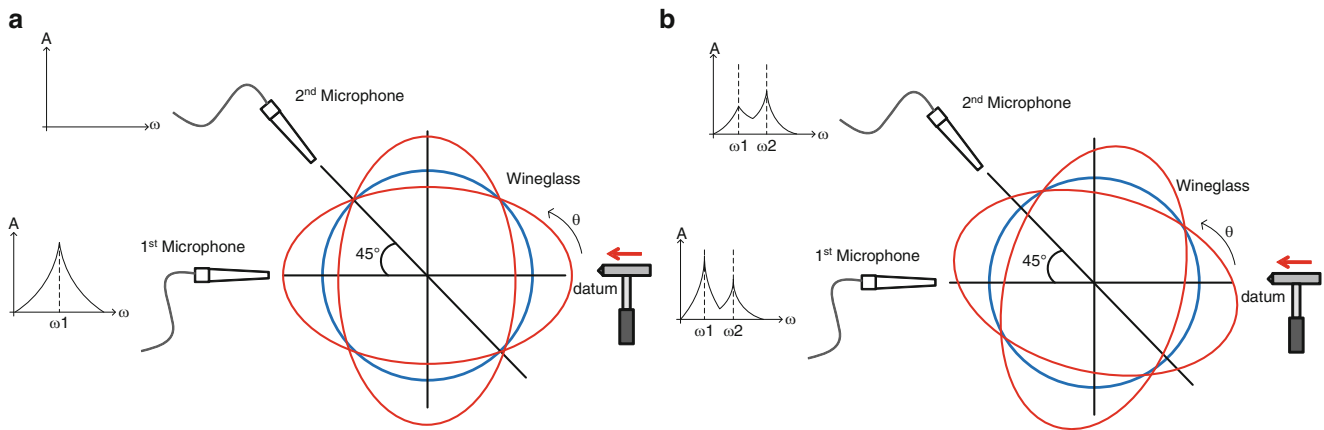 a
A
ω
2nd Microphone
Wineglass
θ
A
1st Microphone
45°
datum
ω1
ω
b
A
ω
ω1 ω2
2nd Microphone
Wineglass
θ
A
1st Microphone
45°
datum
ω
ω1 ω2